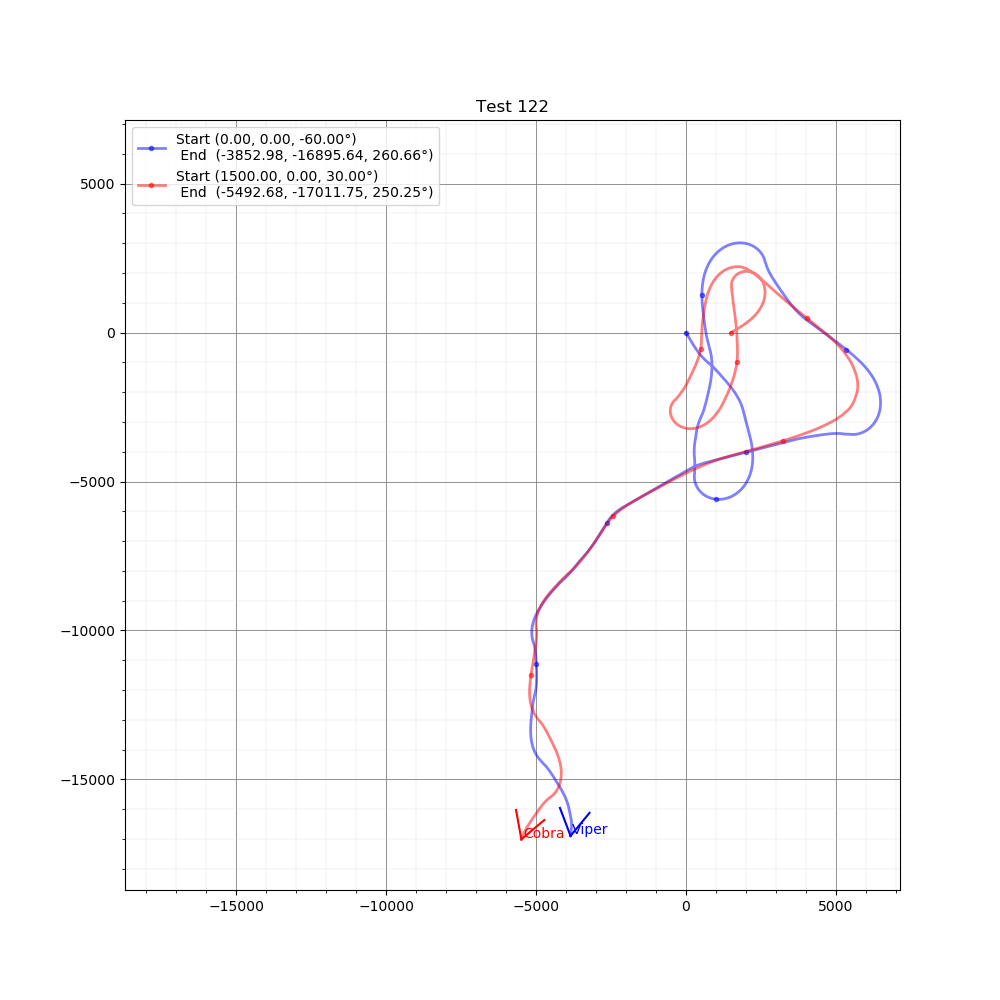 Test 122
Start (0.00, 0.00, -60.00°)
End  (-3852.98, -16895.64, 260.66°)
Start (1500.00, 0.00, 30.00°)
End  (-5492.68, -17011.75, 250.25°)
5000
0
−5000
−10000
−15000
Cobra
Viper
−15000
−10000
−5000
0
5000